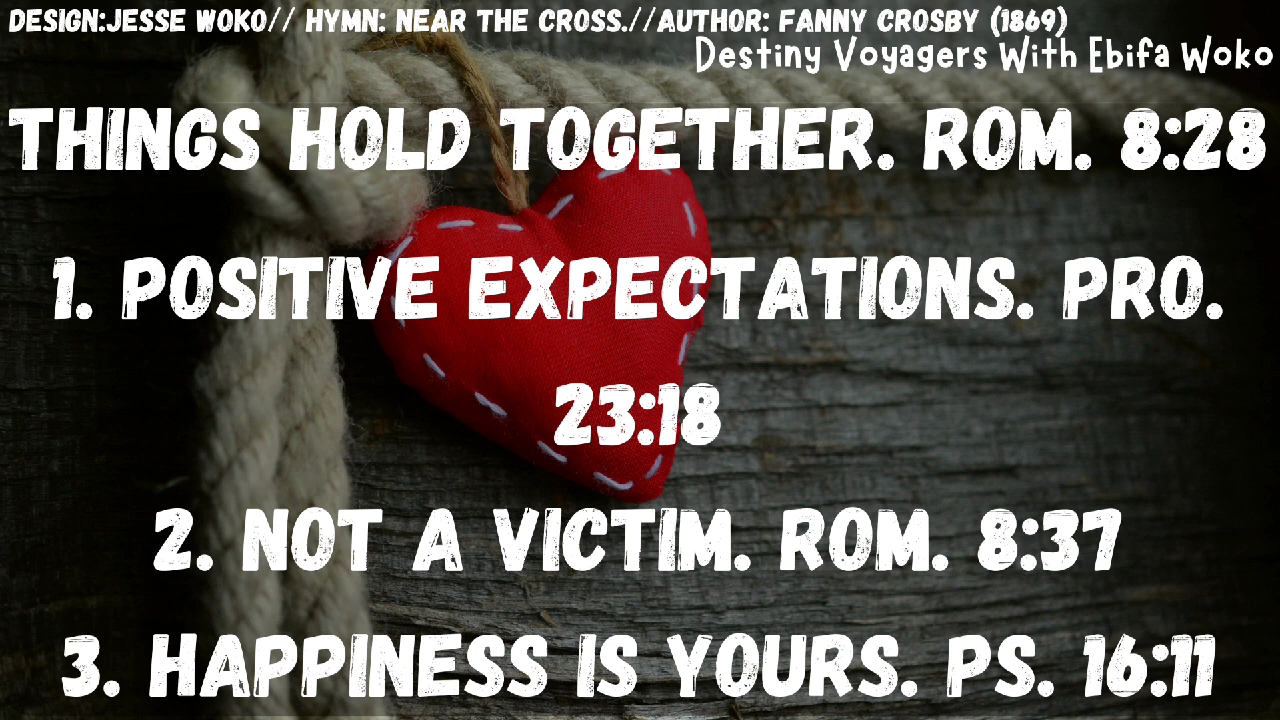 DESIGN:JESSE WOKO// HYMN: NEAR THE CROSS.//AUTHOR: FANNY CROSBY (1869)
Destiny Voyagers With Ebifa Woko
THINGS HOLD TOGETHER. ROM. 8:28
1. POSITIVE EXPECTATIONS. PRO.
23:18
2. NOT A VICTIM. ROM. 8:37
3. HAPPINESS IS YOURS. PS. 16:11